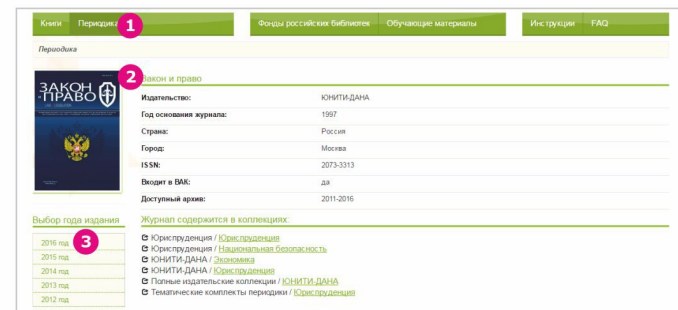 Книги Периодика 1 Фонды российских библиотек Обучающие материалы Инструкции FAQ
Периодика
ЗАКОН
ПРАВО
2 Закон и право
Издательство: ЮНИТИ-ДАНА
Год основания журнала: 1997
Страна: Россия
Город: Москва
ISSN: 2073-3313
Входит в ВАК: да
Доступный архив: 2011-2016
Выбор года издания
2016 год 3
2015 год
2014 год
2013 год
2012 год
Журнал содержится в коллекциях:
Юриспруденция / Юриспруденция
Юриспруденция / Национальная безопасность
ЮНИТИ-ДАНА / Экономика
ЮНИТИ-ДАНА / Юриспруденция
Полные издательские коллекции / ЮНИТИ-ДАНА
Тематические комплекты периодики / Юриспруденция